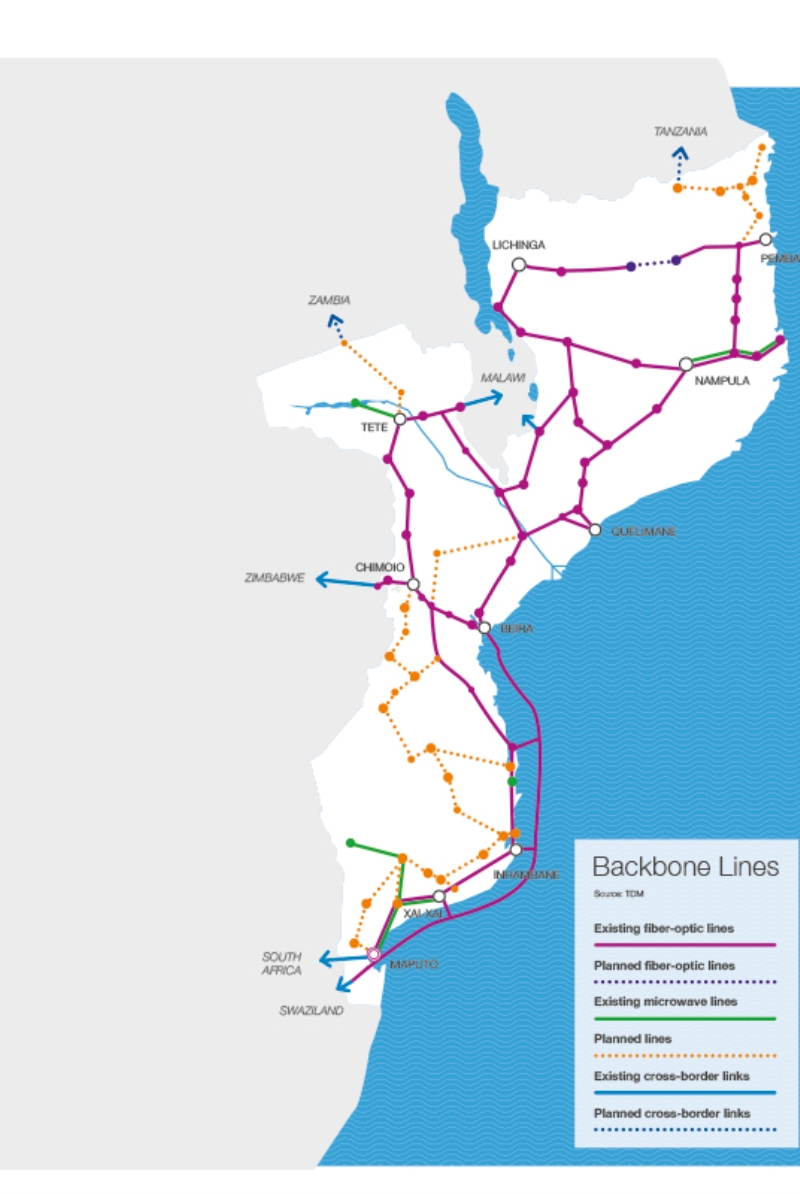 TANZANIA
LICHINGA
PEMBA
ZAMBIA
MALAWI
NAMPULA
TETE
QUELIMANE
CHIMOIO
ZIMBABWE
BEIRA
INHAMBANE
XAI-XAI
SOUTH
AFRICA
MAPUTO
SWAZILAND
Backbone Lines
Source: TDM
Existing fiber-optic lines
Planned fiber-optic lines
Existing microwave lines
Planned lines
Existing cross-border links
Planned cross-border links